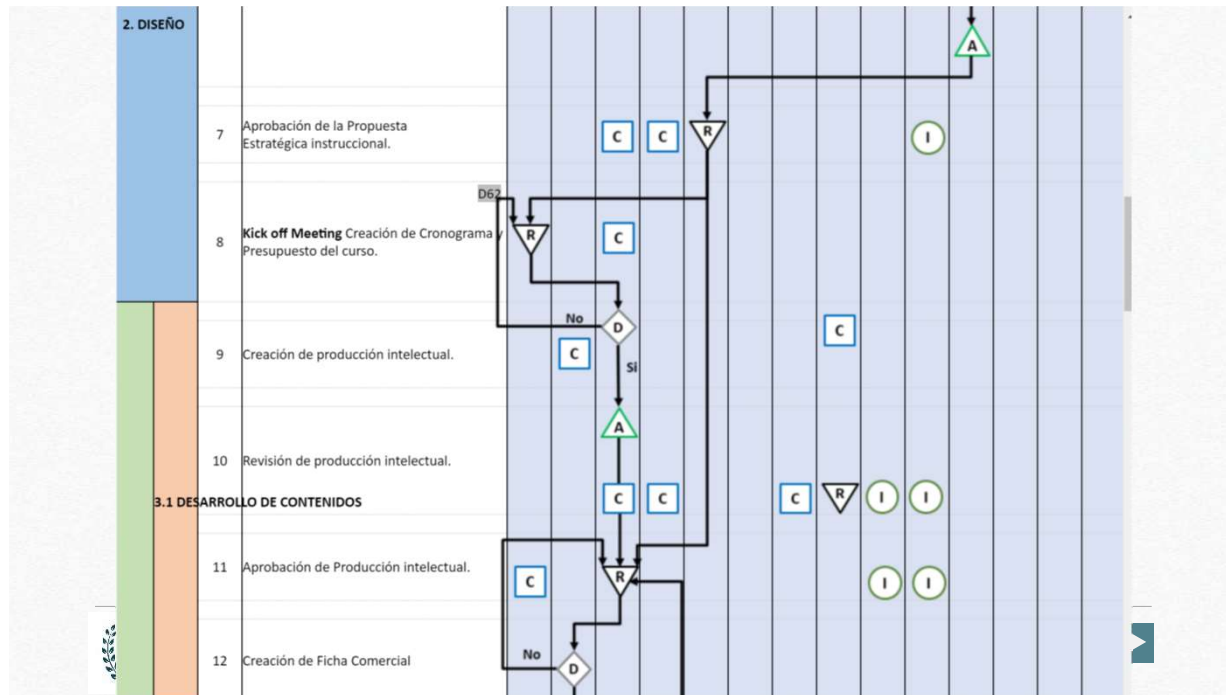 2. DISEÑO
A
7
Aprobación de la Propuesta
Estratégica instruccional.
C
C
R
I
D62
8
Kick off Meeting Creación de Cronograma y
Presupuesto del curso.
R
C
No
D
C
9
Creación de producción intelectual.
C
Si
A
10
Revisión de producción intelectual.
3.1 DESARROLLO DE CONTENIDOS
C
C
C
R
I
I
11
Aprobación de Producción intelectual.
C
R
I
I
12
Creación de Ficha Comercial
No
D